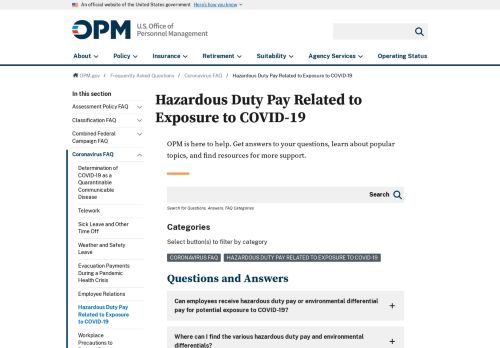 An official website of the United States government Here's how you know
OPM U.S. Office of
Personnel Management
About Policy Insurance Retirement Suitability Agency Services Operating Status
OPM.gov / Frequently Asked Questions / Coronavirus FAQ / Hazardous Duty Pay Related to Exposure to COVID-19
In this section
Assessment Policy FAQ
Classification FAQ
Combined Federal
Campaign FAQ
Coronavirus FAQ
Determination of
COVID-19 as a
Quarantinable
Communicable
Disease
Telework
Sick Leave and Other
Time Off
Weather and Safety
Leave
Evacuation Payments
During a Pandemic
Health Crisis
Employee Relations
Hazardous Duty Pay
Related to Exposure
to COVID-19
Workplace
Precautions to
Hazardous Duty Pay Related to
Exposure to COVID-19
OPM is here to help. Get answers to your questions, learn about popular
topics, and find resources for more support.
Search
Search for Questions, Answers, FAQ Categories
Categories
Select button(s) to filter by category
CORONAVIRUS FAQ HAZARDOUS DUTY PAY RELATED TO EXPOSURE TO COVID-19
Questions and Answers
Can employees receive hazardous duty pay or environmental differential
pay for potential exposure to COVID-19?
Where can I find the various hazardous duty pay and environmental
differentials?